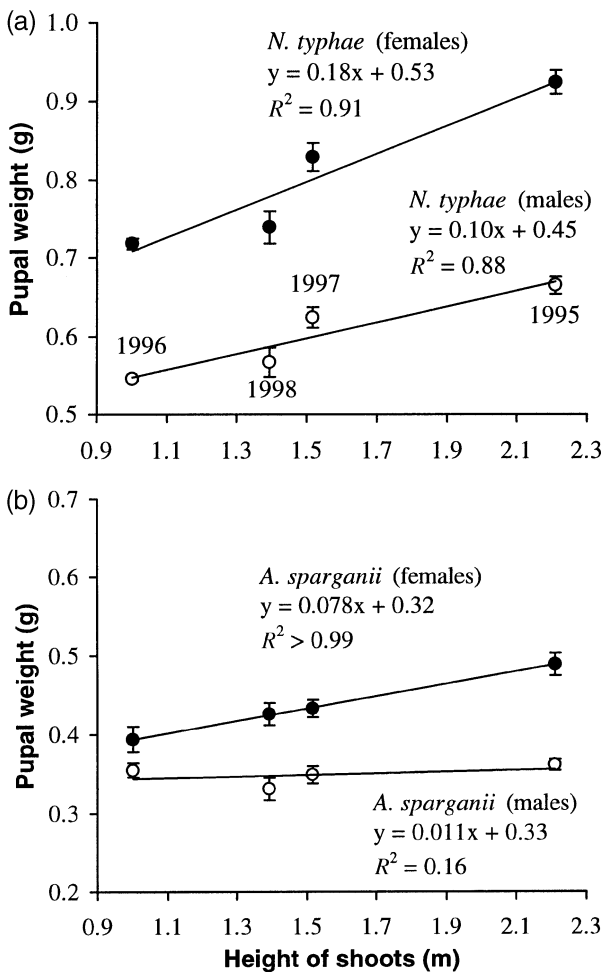 (a)
1.0
0.9
0.8
0.7
0.6
0.5
Pupal weight (g)
N. typhae (females)
y = 0.18x + 0.53
R² = 0.91
N. typhae (males)
y = 0.10x + 0.45
R² = 0.88
1997
1995
1996
1998
0.9 1.1 1.3 1.5 1.7 1.9 2.1 2.3
(b)
0.7
0.6
0.5
0.4
0.3
0.2
Pupal weight (g)
A. sparganii (females)
y = 0.078x + 0.32
R² > 0.99
A. sparganii (males)
y = 0.011x + 0.33
R² = 0.16
0.9 1.1 1.3 1.5 1.7 1.9 2.1 2.3
Height of shoots (m)